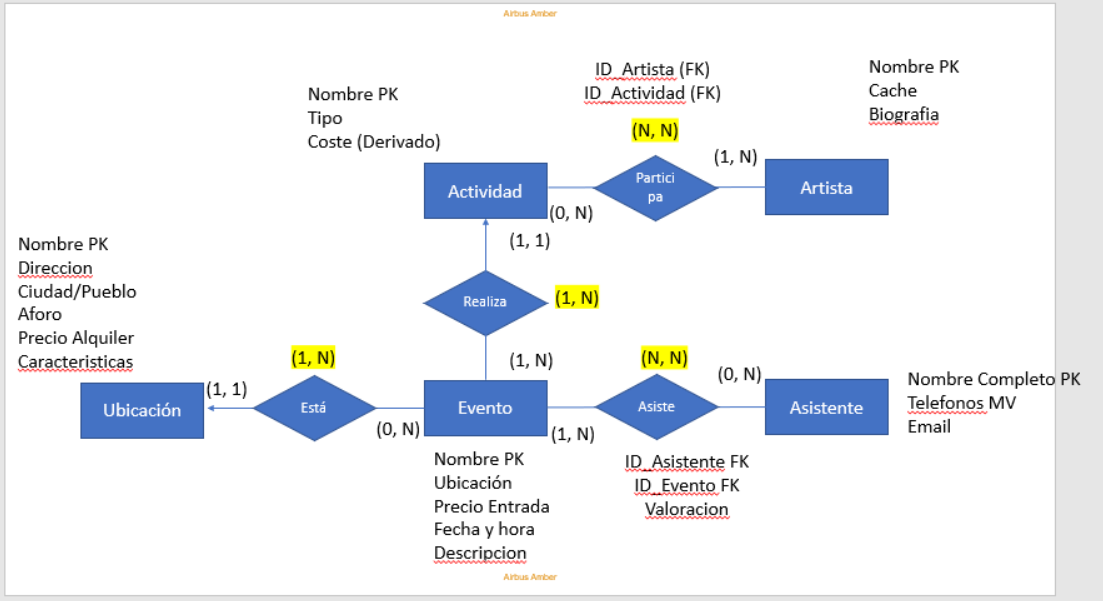 Airbus Amber
ID_Artista (FK)
ID_Actividad (FK)
Nombre PK
Cache
Biografia
Nombre PK
Tipo
Coste (Derivado)
(N, N)
(1, N)
Actividad
Partici
pa
Artista
(0, N)
(1, 1)
Nombre PK
Direccion
Ciudad/Pueblo
Aforo
Precio Alquiler
Caracteristicas
Realiza
(1, N)
(1, N)
(1, N)
(N, N)
(0, N)
(1, 1)
Ubicación
Está
Evento
Asiste
Asistente
Nombre Completo PK
Telefonos MV
Email
(0, N)
(1, N)
Nombre PK
Ubicación
Precio Entrada
Fecha y hora
Descripcion
ID_Asistente FK
ID_Evento FK
Valoracion
Airbus Amber